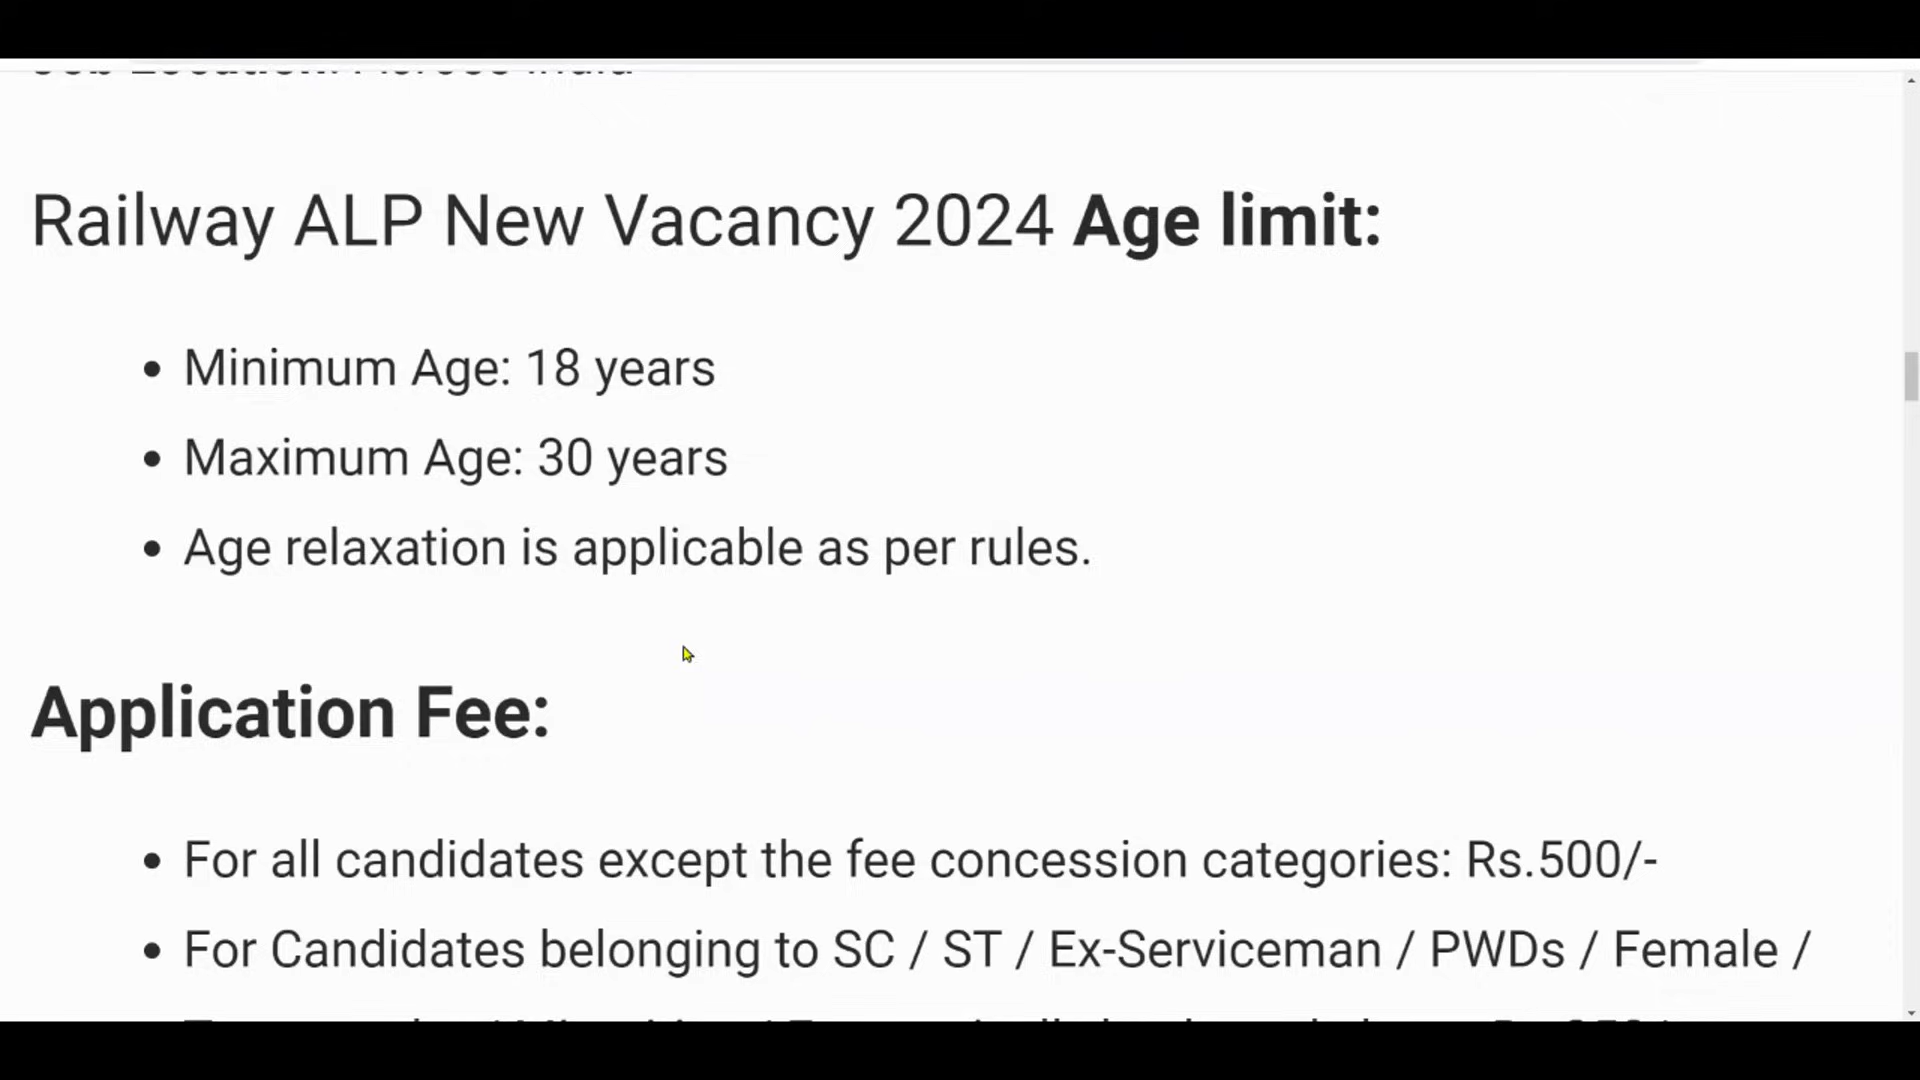 Railway ALP New Vacancy 2024 Age limit:
• Minimum Age: 18 years
• Maximum Age: 30 years
• Age relaxation is applicable as per rules.
Application Fee:
• For all candidates except the fee concession categories: Rs.500/-
• For Candidates belonging to SC / ST / Ex-Serviceman / PWDs / Female /